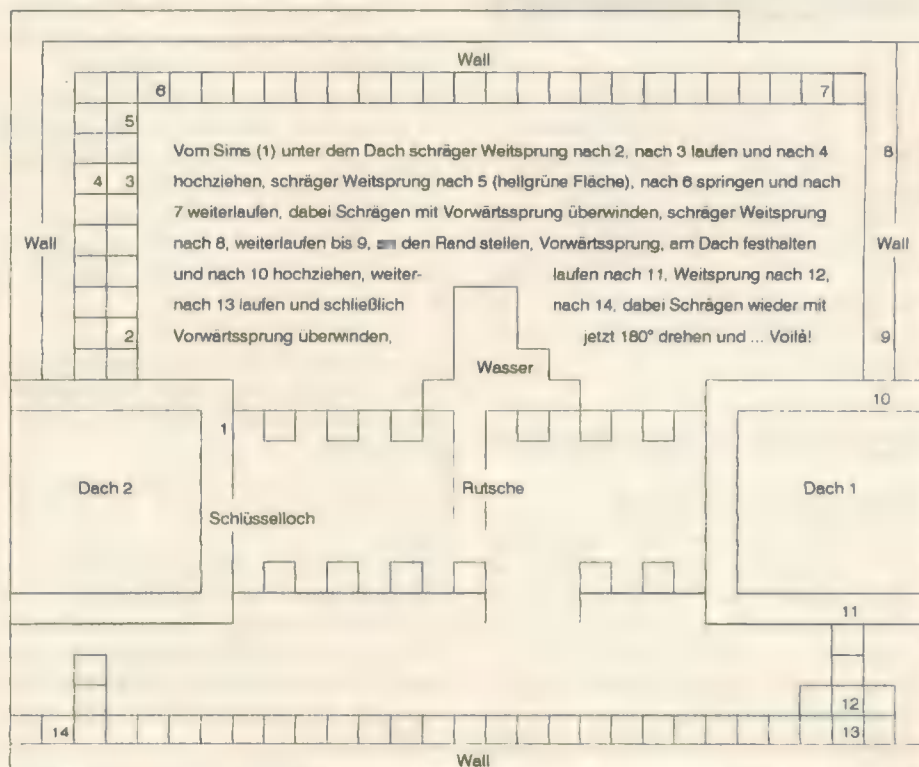 Wall
6
7
5
Vom Sims (1) unter dem Dach schräger Weitsprung nach 2, nach 3 laufen und nach 4
8
4 3
hochziehen, schräger Weitsprung nach 5 (hellgrüne Fläche), nach 6 springen und nach
7 weiterlaufen, dabei Schrägen mit Vorwärtssprung überwinden, schräger Weitsprung
Wall
nach 8, weiterlaufen bis 9, den Rand stellen, Vorwärtssprung, am Dach festhalten
Wall
und nach 10 hochziehen, weiter- laufen nach 11, Weitsprung nach 12,
nach 13 laufen und schließlich nach 14, dabei Schrägen wieder mit
2
Vorwärtssprung überwinden, jetzt 180° drehen und ... Voilà!
9
Wasser
10
1
Dach 2
Rutsche
Dach 1
Schlüsselloch
11
12
14
13
Wall